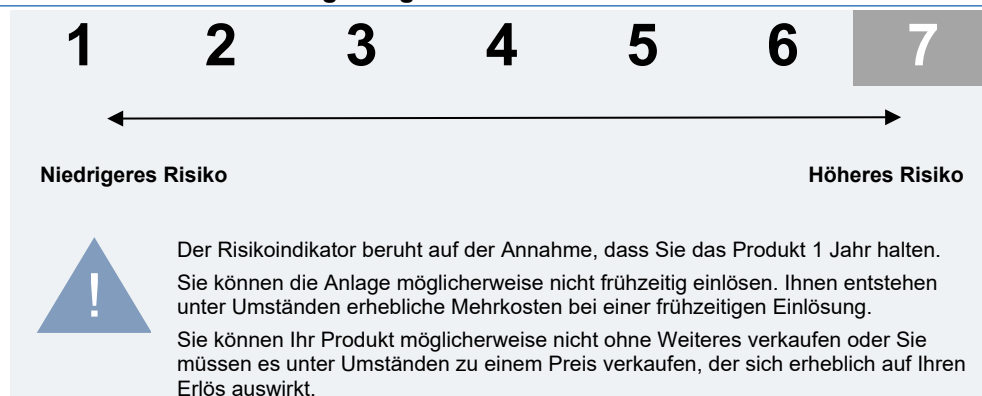 1 2 3 4 5 6 7
Niedrigeres Risiko Höheres Risiko
!
Der Risikoindikator beruht auf der Annahme, dass Sie das Produkt 1 Jahr halten.
Sie können die Anlage möglicherweise nicht frühzeitig einlösen. Ihnen entstehen
unter Umständen erhebliche Mehrkosten bei einer frühzeitigen Einlösung.
Sie können Ihr Produkt möglicherweise nicht ohne Weiteres verkaufen oder Sie
müssen es unter Umständen zu einem Preis verkaufen, der sich erheblich auf Ihren
Erlös auswirkt.